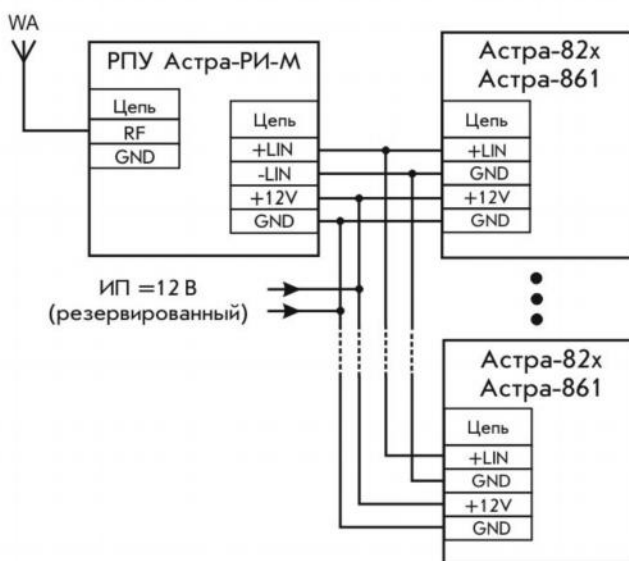 WA
РПУ Астра-РИ-М
Цепь
RF
GND
Цепь
+LIN
-LIN
+12V
GND
ИП =12 В
(резервированный)
Астра-82х
Астра-861
Цепь
+LIN
GND
+12V
GND
Астра-82х
Астра-861
Цепь
+LIN
GND
+12V
GND